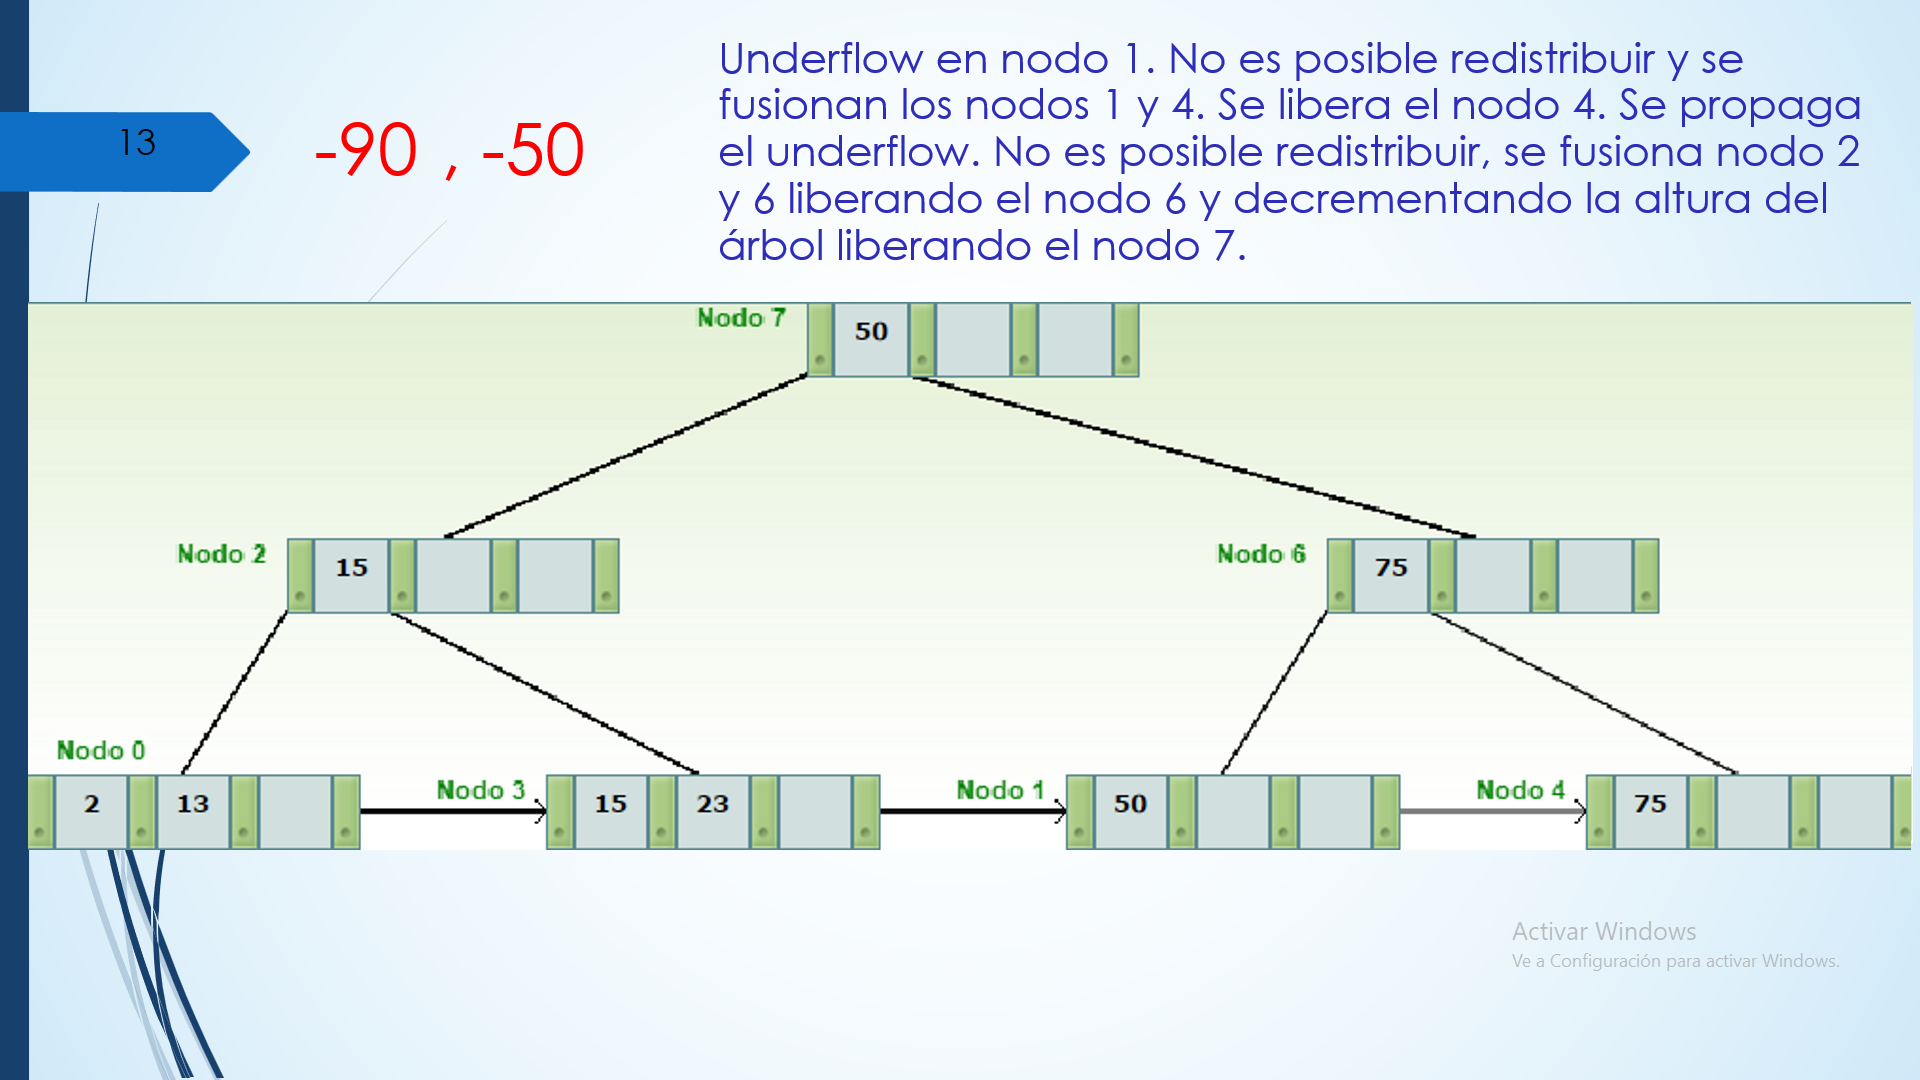 13
-90 , -50
Underflow en nodo 1. No es posible redistribuir y se
fusionan los nodos 1 y 4. Se libera el nodo 4. Se propaga
el underflow. No es posible redistribuir, se fusiona nodo 2
y 6 liberando el nodo 6 y decrementando la altura del
árbol liberando el nodo 7.
Nodo 7
50
Nodo 2
15
Nodo 6
75
Nodo 0
2 13
Nodo 3
15 23
Nodo 1
50
Nodo 4
75
Activar Windows
Ve a Configuración para activar Windows.